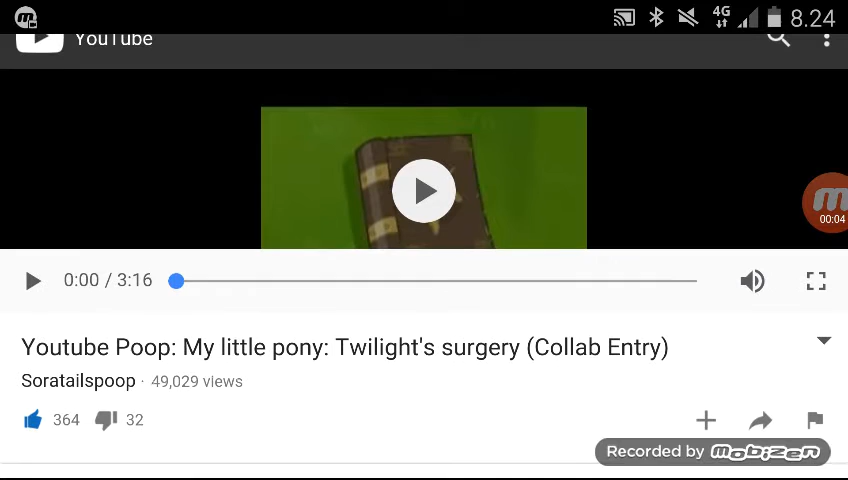 4G 8.24
YouTube
00:04
0:00 / 3:16
Youtube Poop: My little pony: Twilight's surgery (Collab Entry)
Soratailspoop · 49,029 views
364 32
Recorded by mobizen